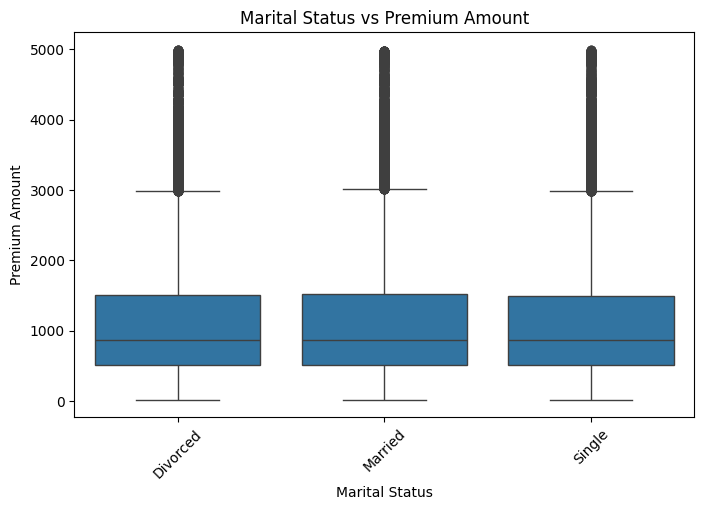 Marital Status vs Premium Amount
Premium Amount
5000
4000
3000
2000
1000
0
Divorced
Married
Single
Marital Status